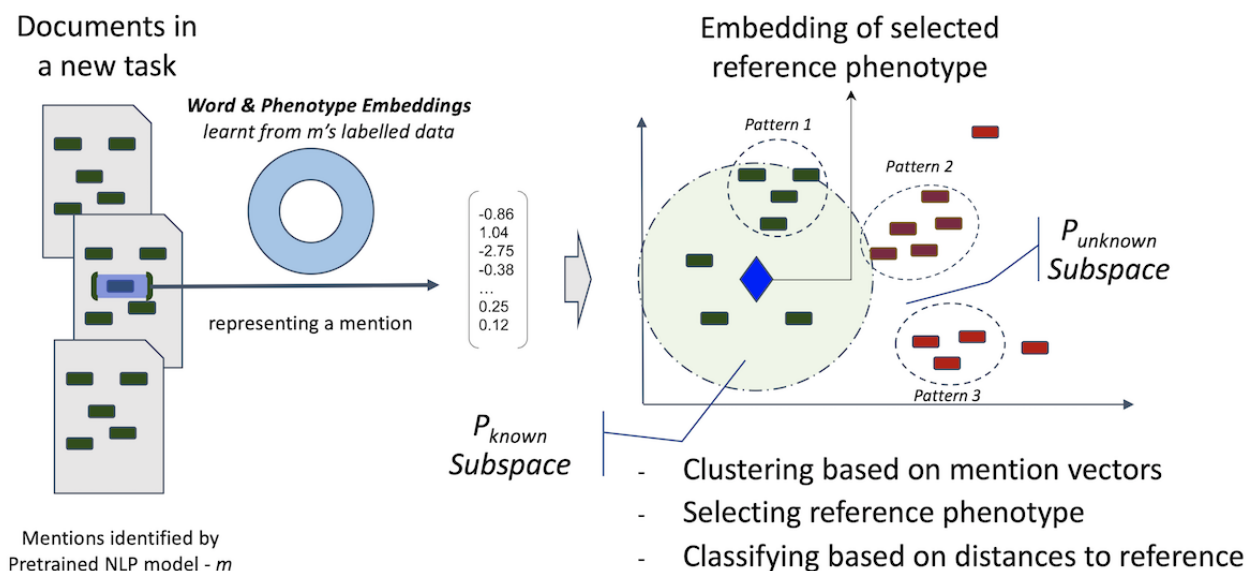 Documents in
a new task
Word & Phenotype Embeddings
learnt from m's labelled data
-0.86
1.04
-2.75
-0.38
...
0.25
0.12
representing a mention
Mentions identified by
Pretrained NLP model - m
Embedding of selected
reference phenotype
Pattern 1
Pattern 2
Pattern 3
P unknown
Subspace
P known
Subspace
- Clustering based on mention vectors
- Selecting reference phenotype
- Classifying based on distances to reference